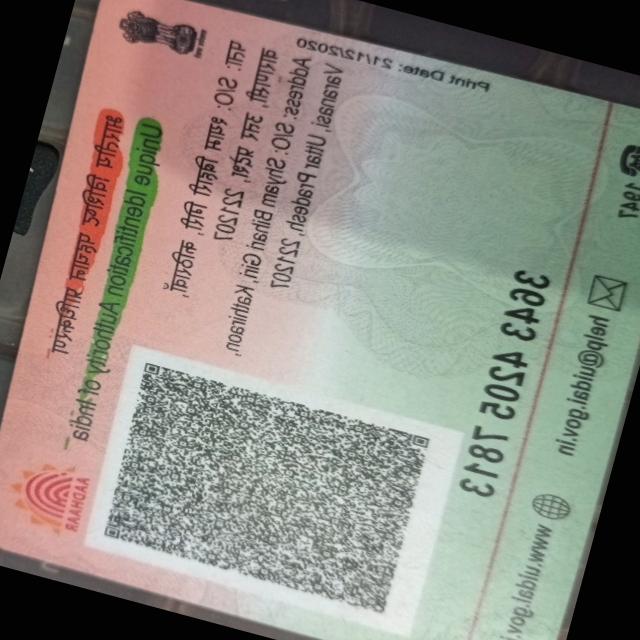 भारतीय विशिष्ट पहचान प्राधिकरण
Unique Identification Authority of India
AADHAAR
पता: S/O, श्याम बिहारी गिरी,
वाराणसी, उत्तर प्रदेश, 221207
Address: S/O Shyam Bihari Giri, Kahiraon,
Varanasi, Uttar Pradesh, 221207
Print Date: 21/12/2020
3643 4205 7813
1947
help@uidai.gov.in
www.uidai.gov.in